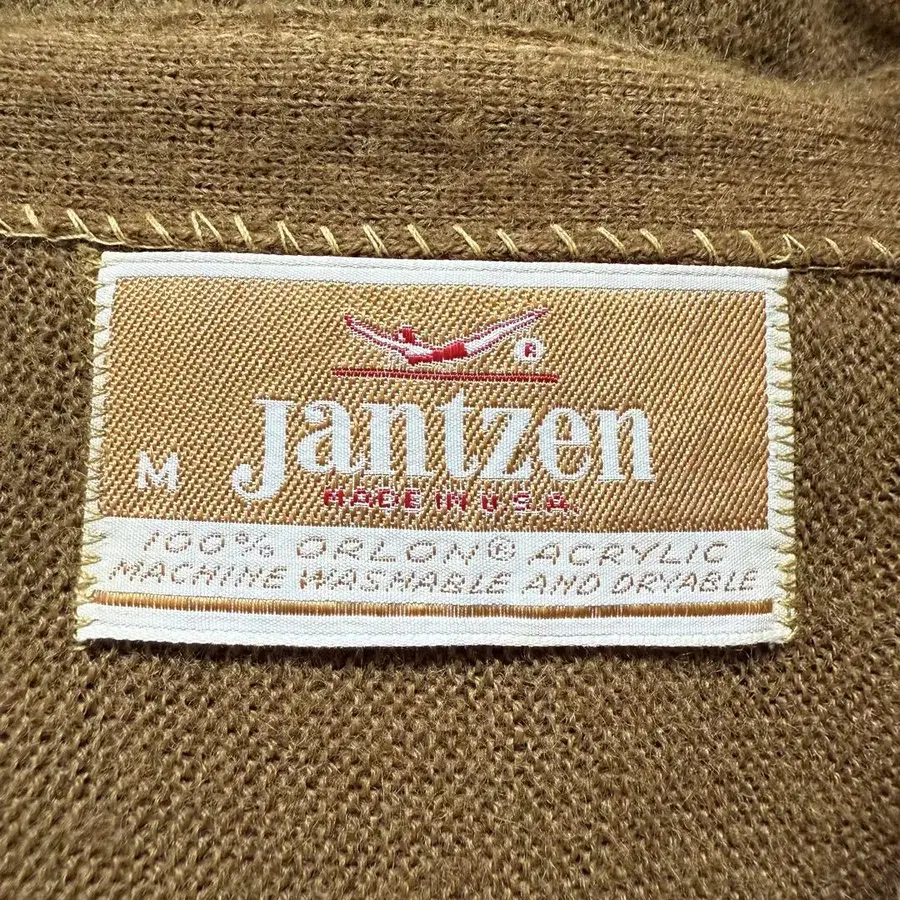 ®
Jantzen
M
MADE IN U.S.A.
100% ORLON® ACRYLIC
MACHINE WASHABLE AND DRYABLE